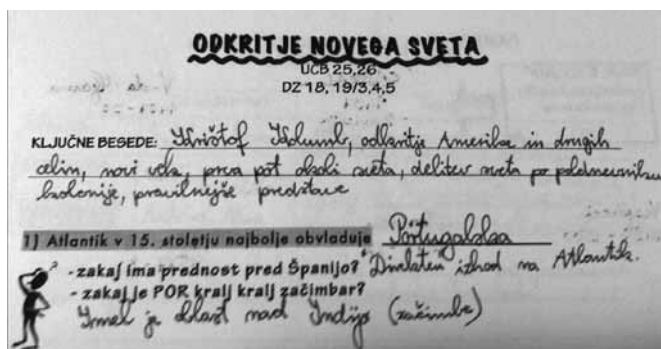 ODKRITJE NOVEGA SVETA
UČB 25,26
DZ 18, 19/3,4,5
KLJUČNE BESEDE: Krištof Kolumb, odkritje Amerike in drugih
celin, novi vek, prva pot okoli sveta, delitev sveta po poldnevniku
kolonije, pravilnejše predstave
1) Atlantik v 15. stoletju najbolje obvladuje Portugalska
- zakaj ima prednost pred Španijo? Direkten izhod na Atlantik.
- zakaj je POR kralj kralj začimbar?
Imel je oblast nad Indijo (začimbe)